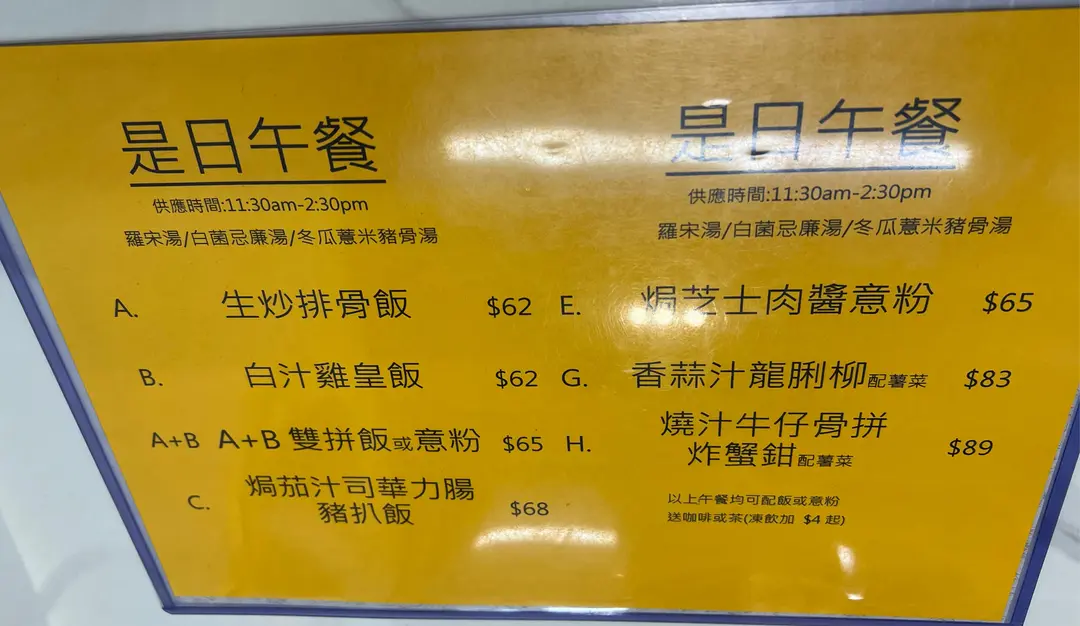 是日午餐
供應時間:11:30am-2:30pm
羅宋湯/白菌忌廉湯/冬瓜薏米豬骨湯
A. 生炒排骨飯 $62
B. 白汁雞皇飯 $62
A+B A+B 雙拼飯或意粉 $65
C. 焗茄汁司華力腸
豬扒飯 $68
是日午餐
供應時間:11:30am-2:30pm
羅宋湯/白菌忌廉湯/冬瓜薏米豬骨湯
E. 焗芝士肉醬意粉 $65
G. 香蒜汁龍脷柳配薯菜 $83
H. 燒汁牛仔骨拼
炸蟹鉗配薯菜 $89
以上午餐均可配飯或意粉
送咖啡或茶(凍飲加 $4 起)